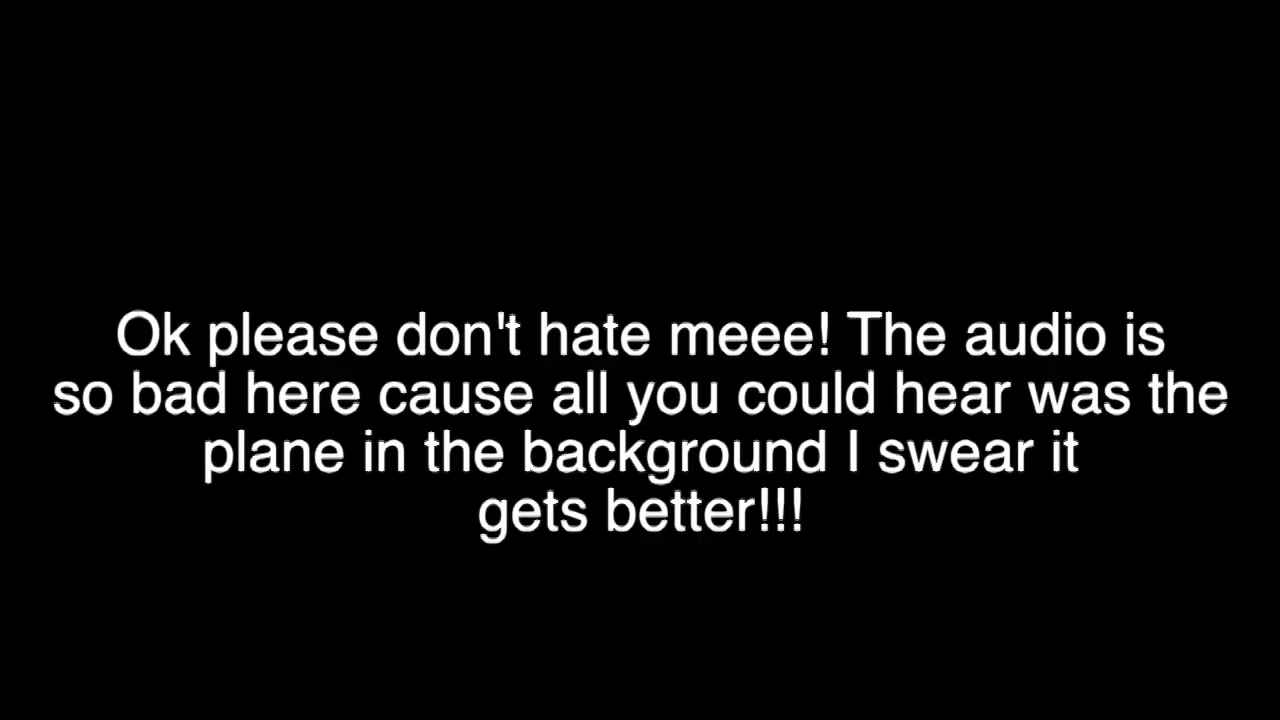 Ok please don't hate meee! The audio is
so bad here cause all you could hear was the
plane in the background I swear it
gets better!!!